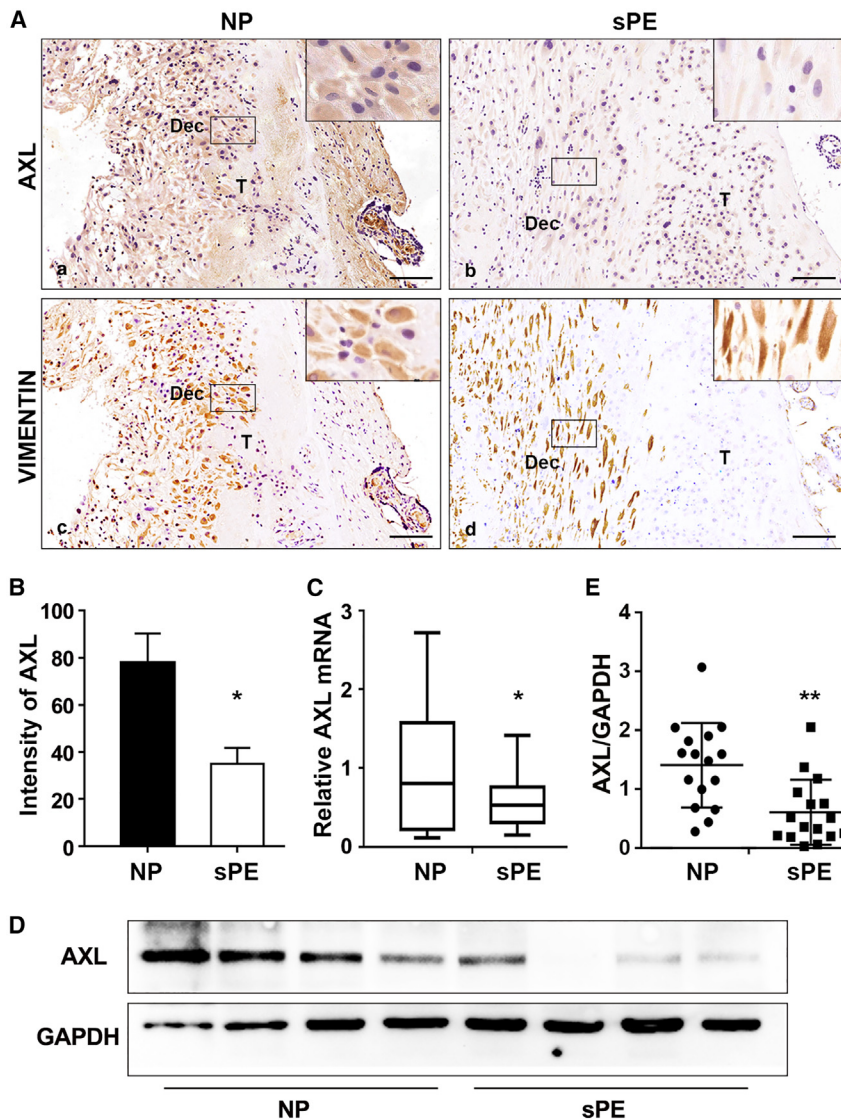 A
NP
sPE
AXL
Dec
T
a
Dec
T
b
VIMENTIN
Dec
T
c
Dec
T
d
B
Intensity of AXL
100
80
60
40
20
0
*
NP
sPE
C
Relative AXL mRNA
3
2
1
0
*
NP
sPE
E
AXL/GAPDH
4
3
2
1
0
**
NP
sPE
D
AXL
GAPDH
NP
sPE